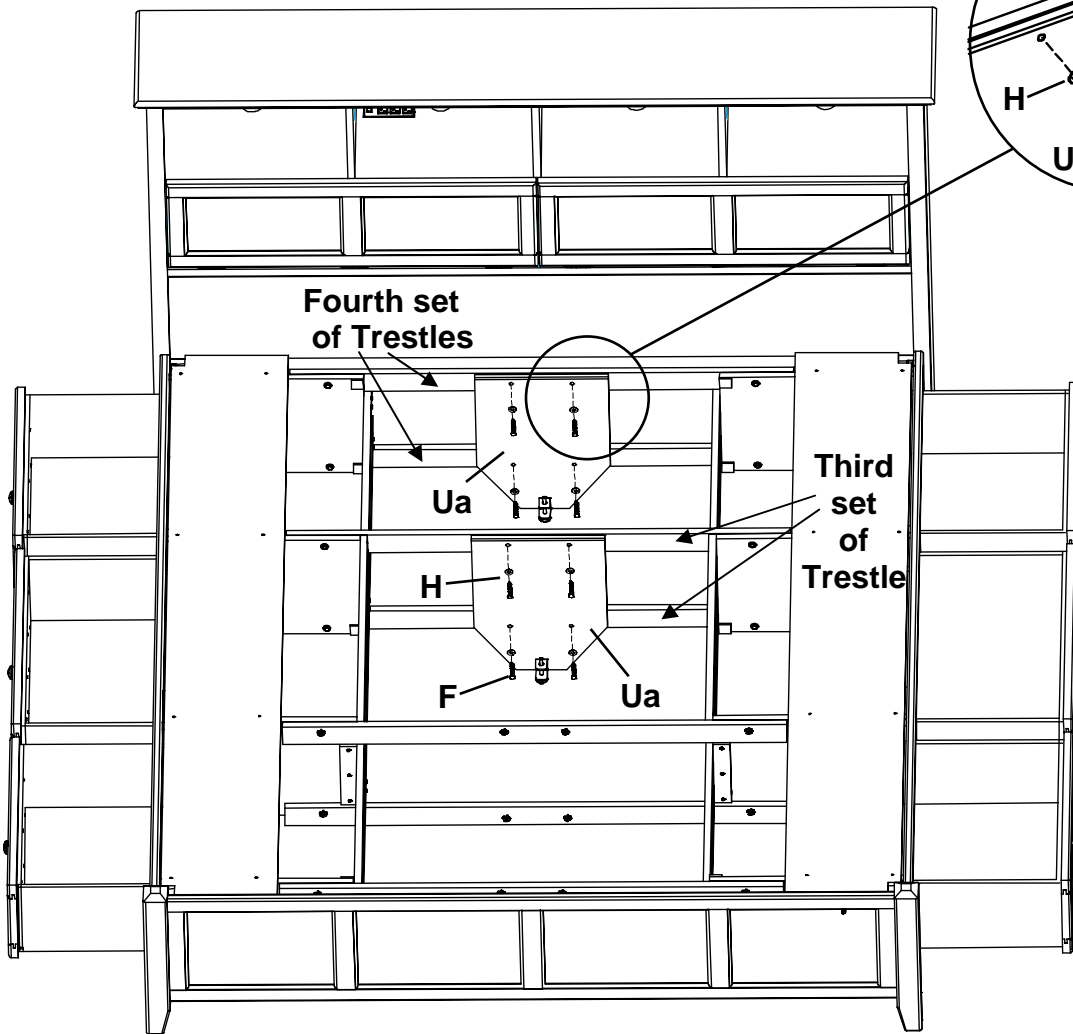 H
U
Fourth set
of Trestles
Ua
Third
set
of
Trestle
H
F
Ua